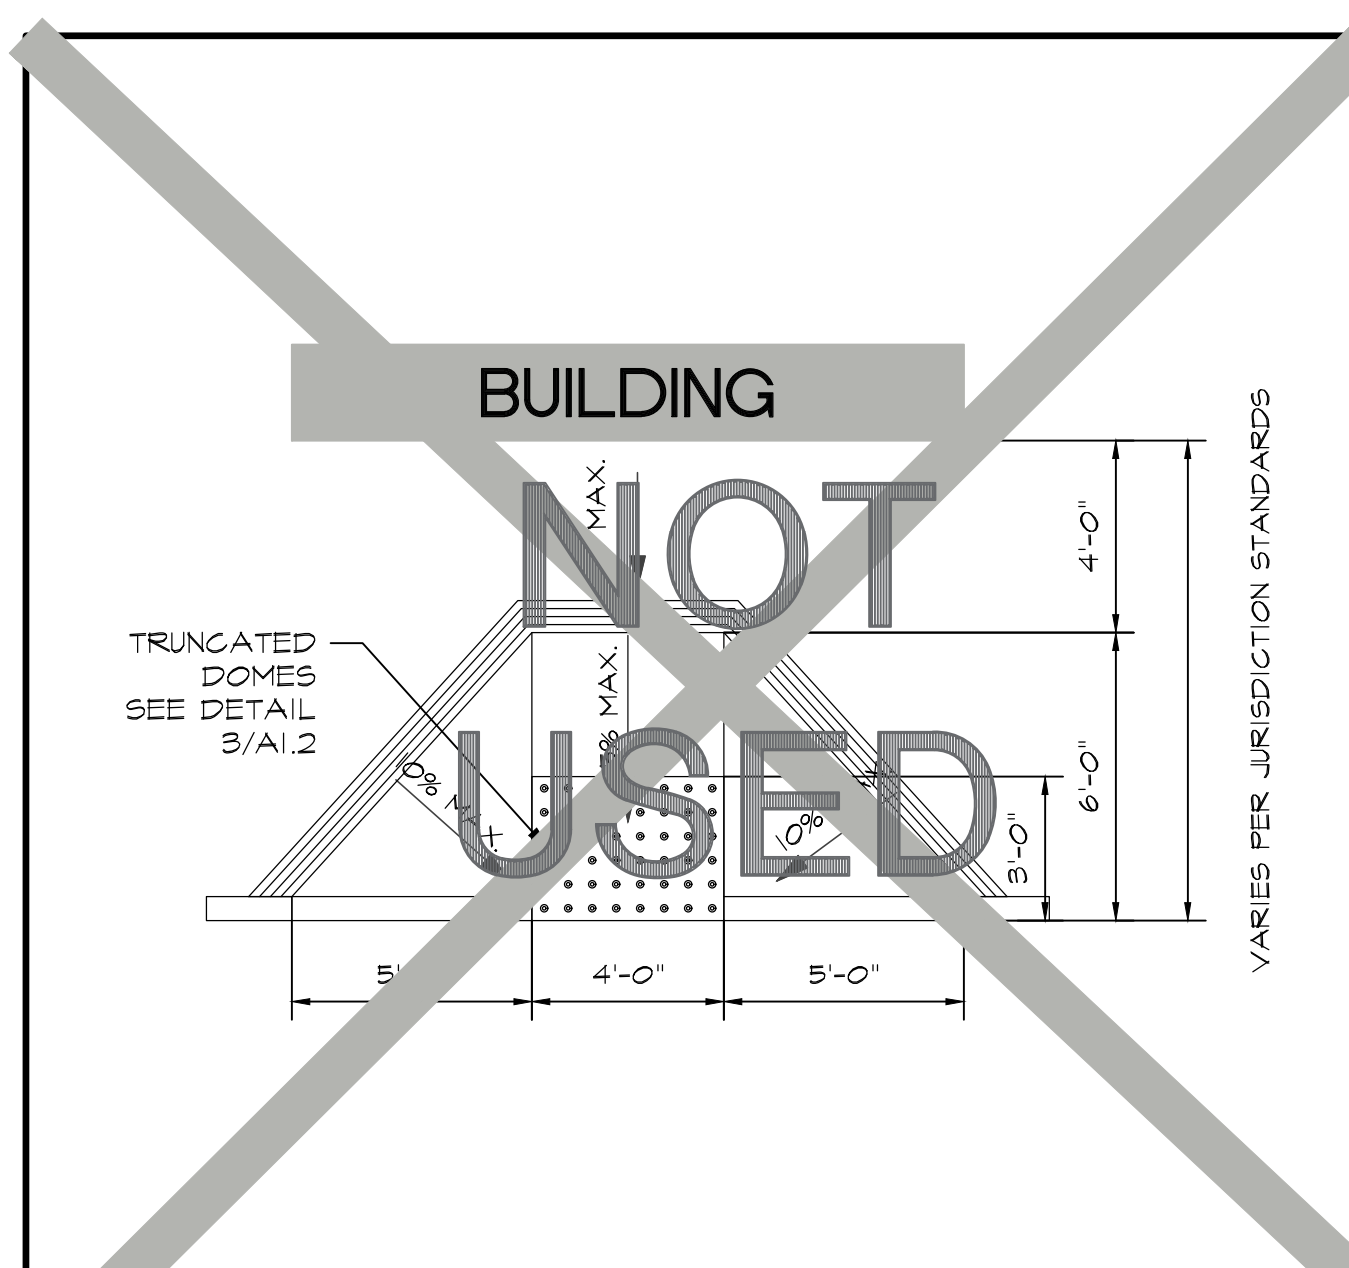 BUILDING
MAX.
NOT
4'-0"
VARIES PER JURISDICTION STANDARDS
TRUNCATED
DOMES
SEE DETAIL
3/A1.2
MAX.
10% MAX.
USED
10%
6'-0"
3'-0"
5'
4'-0"
5'-0"